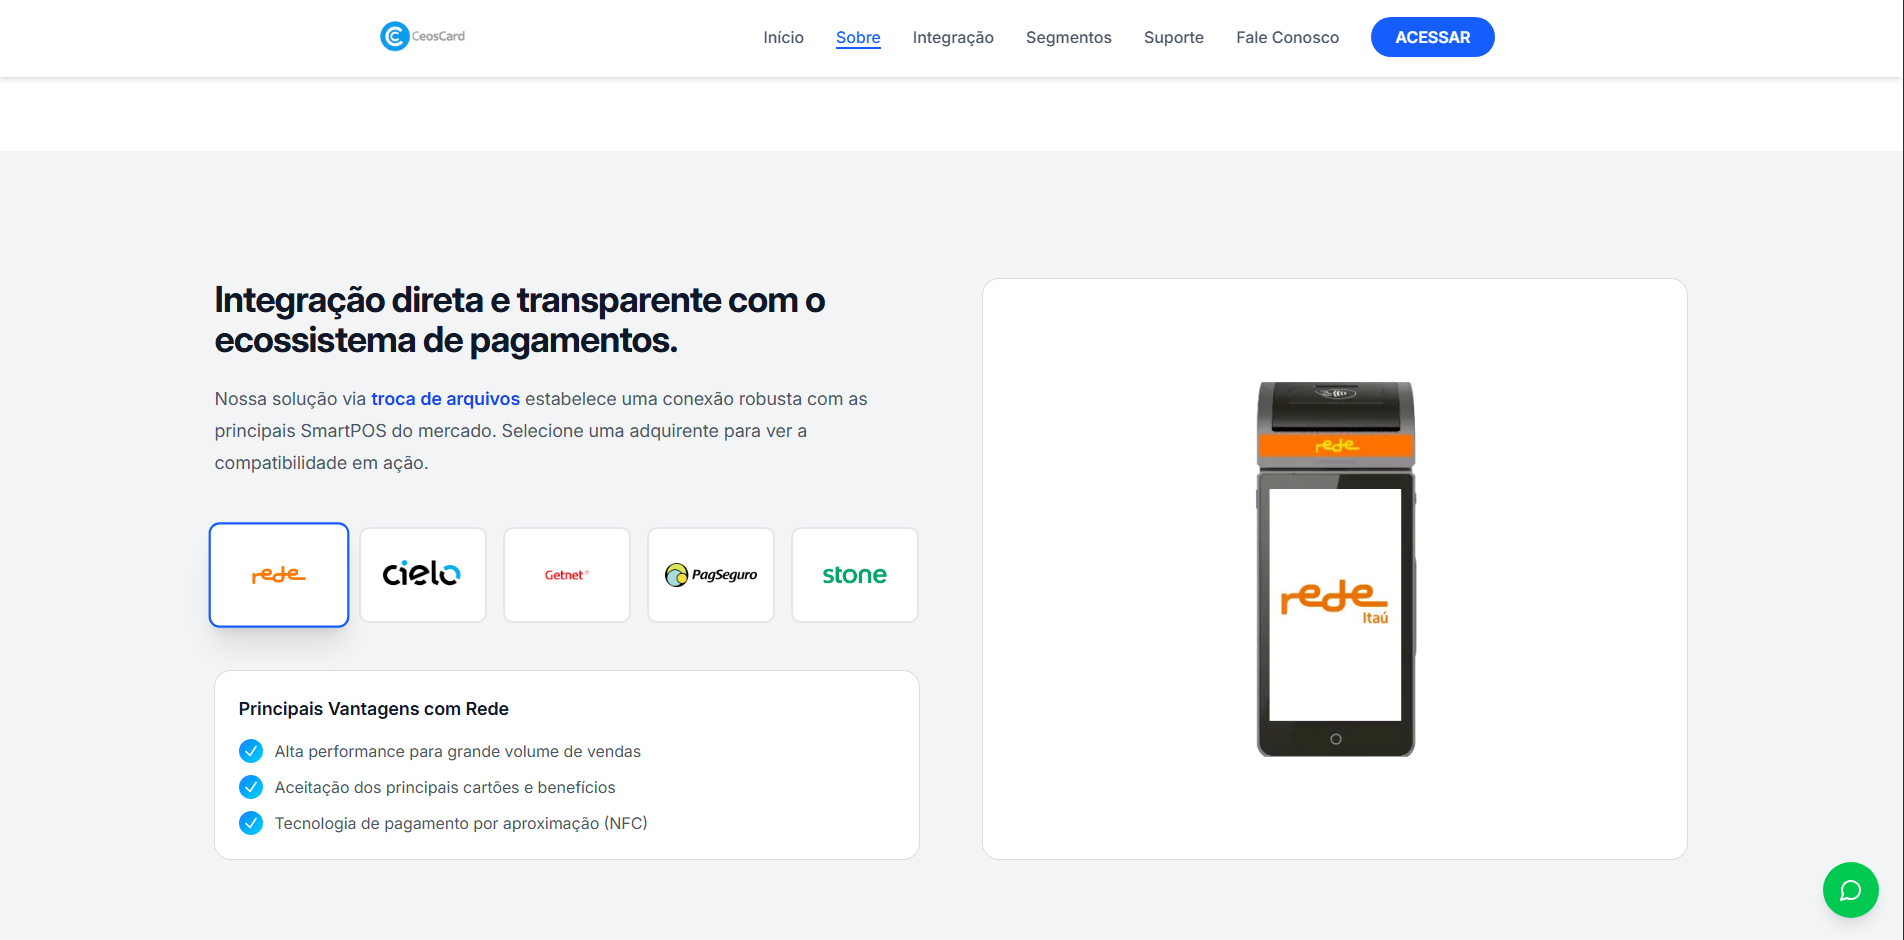 CeosCard
Início
Sobre
Integração
Segmentos
Suporte
Fale Conosco
ACESSAR
Integração direta e transparente com o
ecossistema de pagamentos.
Nossa solução via troca de arquivos estabelece uma conexão robusta com as
principais SmartPOS do mercado. Selecione uma adquirente para ver a
compatibilidade em ação.
rede
cielo
Getnet
PagSeguro
stone
Principais Vantagens com Rede
Alta performance para grande volume de vendas
Aceitação dos principais cartões e benefícios
Tecnologia de pagamento por aproximação (NFC)
rede
rede
Itaú